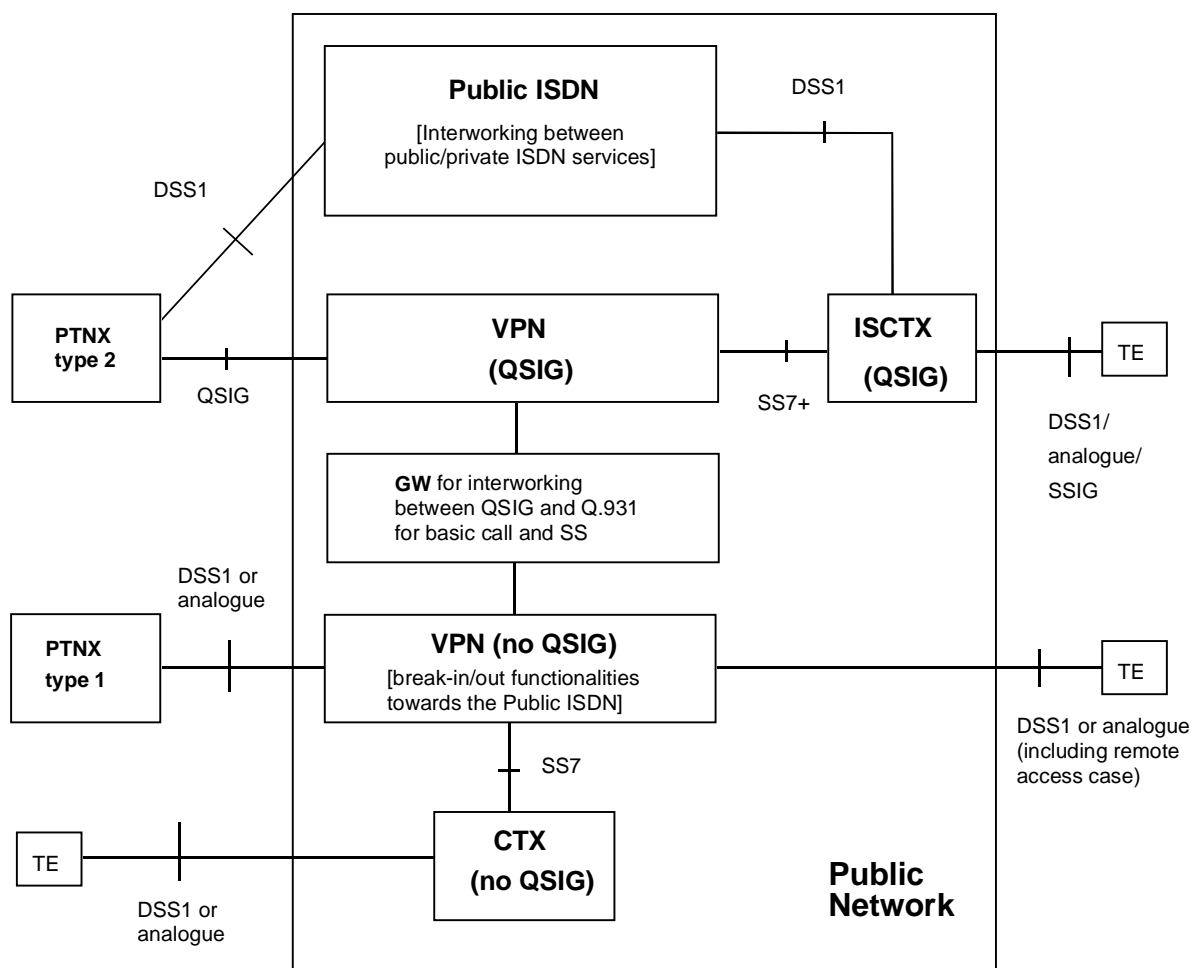 Public ISDN
[Interworking between
public/private ISDN services]
DSS1
DSS1
PTNX
type 2
QSIG
VPN
(QSIG)
SS7+
ISCTX
(QSIG)
TE
DSS1/
analogue/
SSIG
GW for interworking
between QSIG and Q.931
for basic call and SS
DSS1 or
analogue
PTNX
type 1
VPN (no QSIG)
[break-in/out functionalities
towards the Public ISDN]
TE
DSS1 or analogue
(including remote
access case)
SS7
CTX
(no QSIG)
TE
DSS1 or
analogue
Public
Network